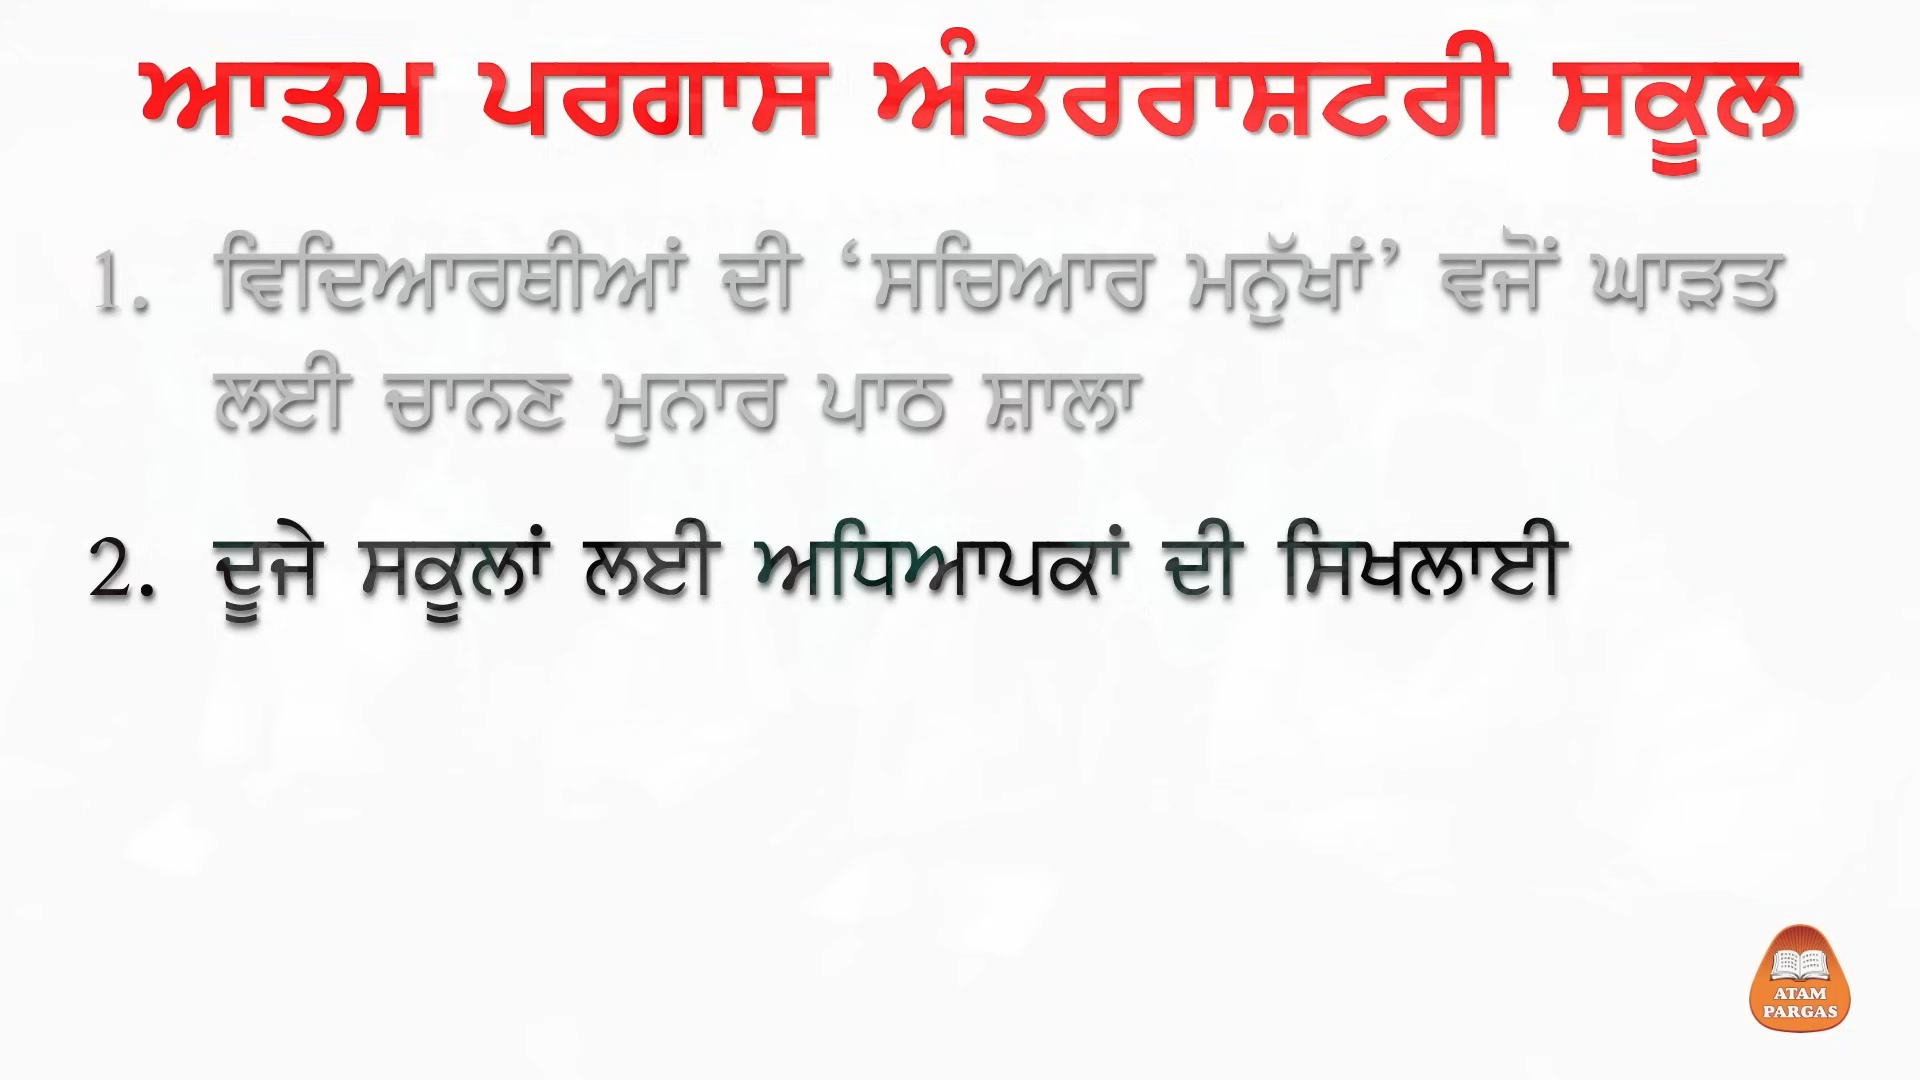 ਆਤਮ ਪਰਗਾਸ ਅੰਤਰਰਾਸ਼ਟਰੀ ਸਕੂਲ
1. ਵਿਦਿਆਰਥੀਆਂ ਦੀ ‘ਸਚਿਆਰ ਮਨੁੱਖਾਂ’ ਵਜੋਂ ਘਾੜਤ
ਲਈ ਚਾਨਣ ਮੁਨਾਰ ਪਾਠ ਸ਼ਾਲਾ
2. ਦੂਜੇ ਸਕੂਲਾਂ ਲਈ ਅਧਿਆਪਕਾਂ ਦੀ ਸਿਖਲਾਈ
ATAM
PARGAS